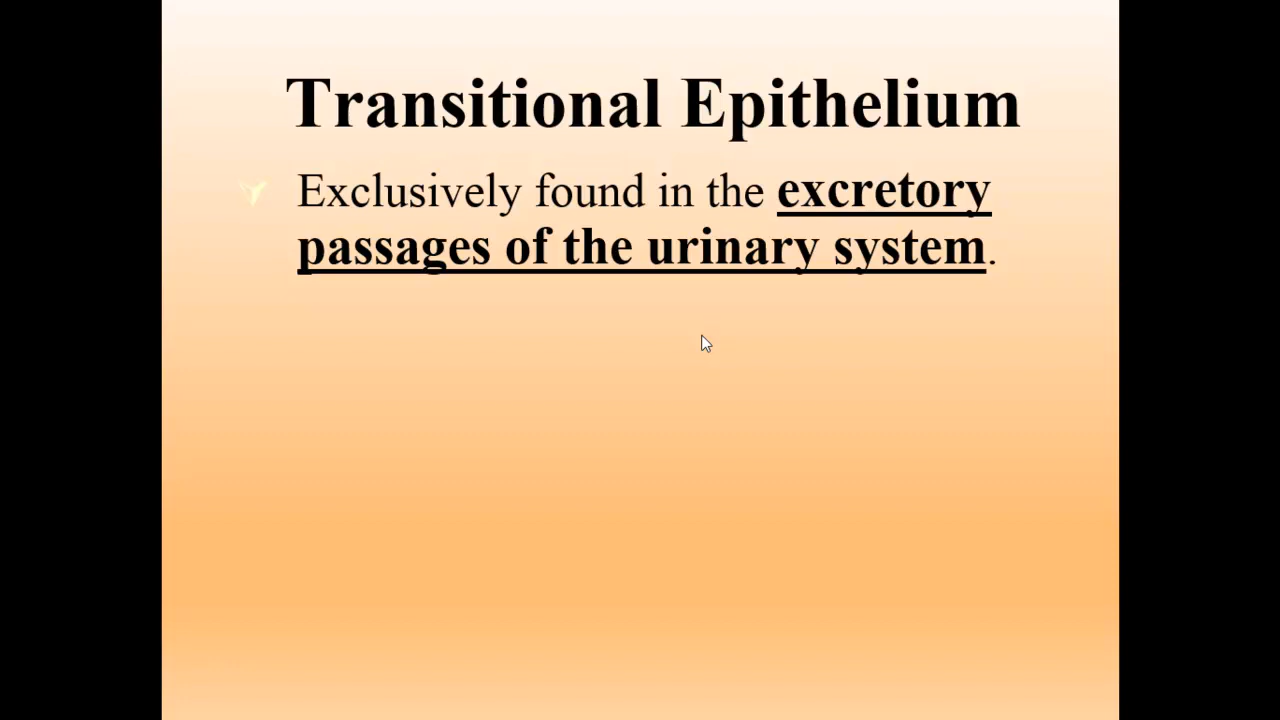 Transitional Epithelium
Exclusively found in the excretory
passages of the urinary system.